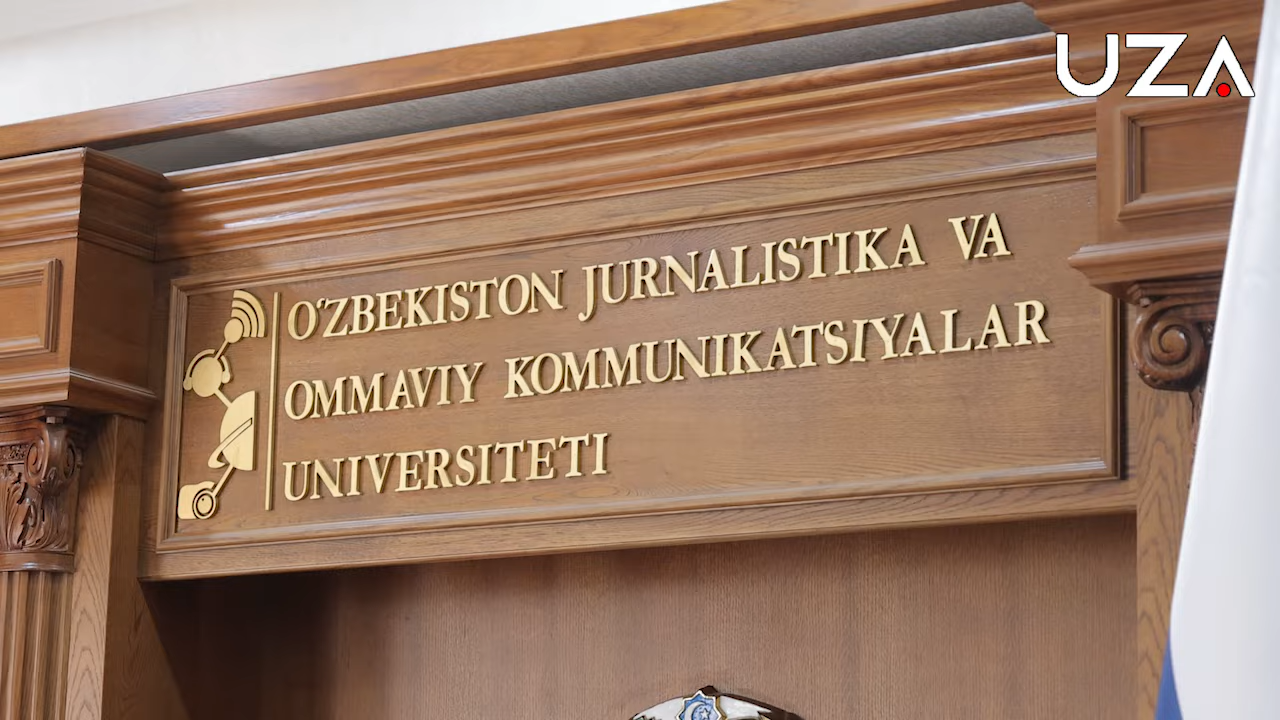 UZA
O‘ZBEKISTON JURNALISTIKA VA
OMMAVIY KOMMUNIKATSIYALAR
UNIVERSITETI